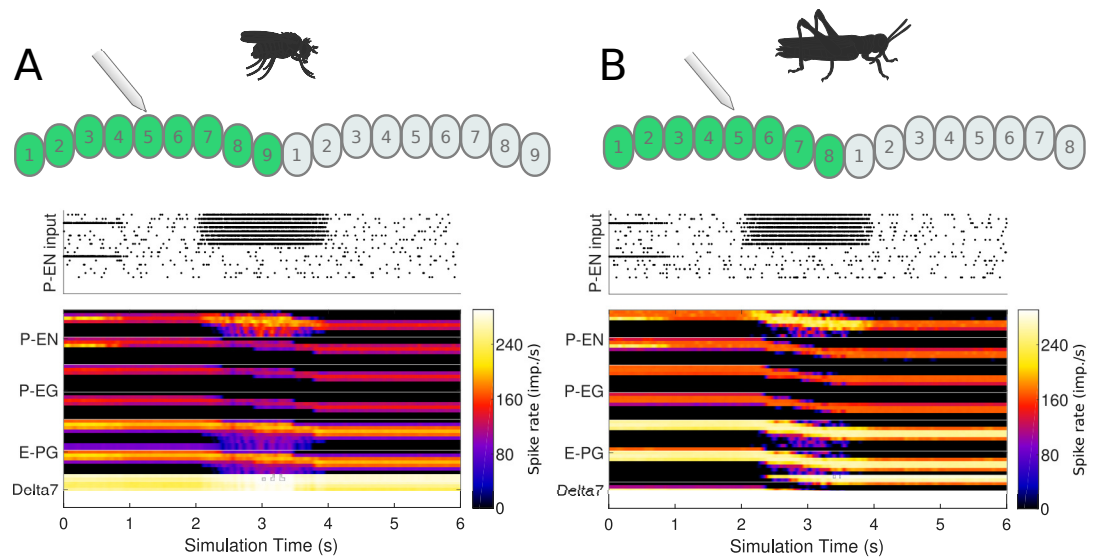 A
1 2 3 4 5 6 7 8 9 1 2 3 4 5 6 7 8 9
P-EN input
P-EN
P-EG
E-PG
Delta7
0 1 2 3 4 5 6
Simulation Time (s)
240
160
80
0
Spike rate (imp./s)
B
1 2 3 4 5 6 7 8 1 2 3 4 5 6 7 8
P-EN input
P-EN
P-EG
E-PG
Delta7
0 1 2 3 4 5 6
Simulation Time (s)
240
160
80
0
Spike rate (imp./s)